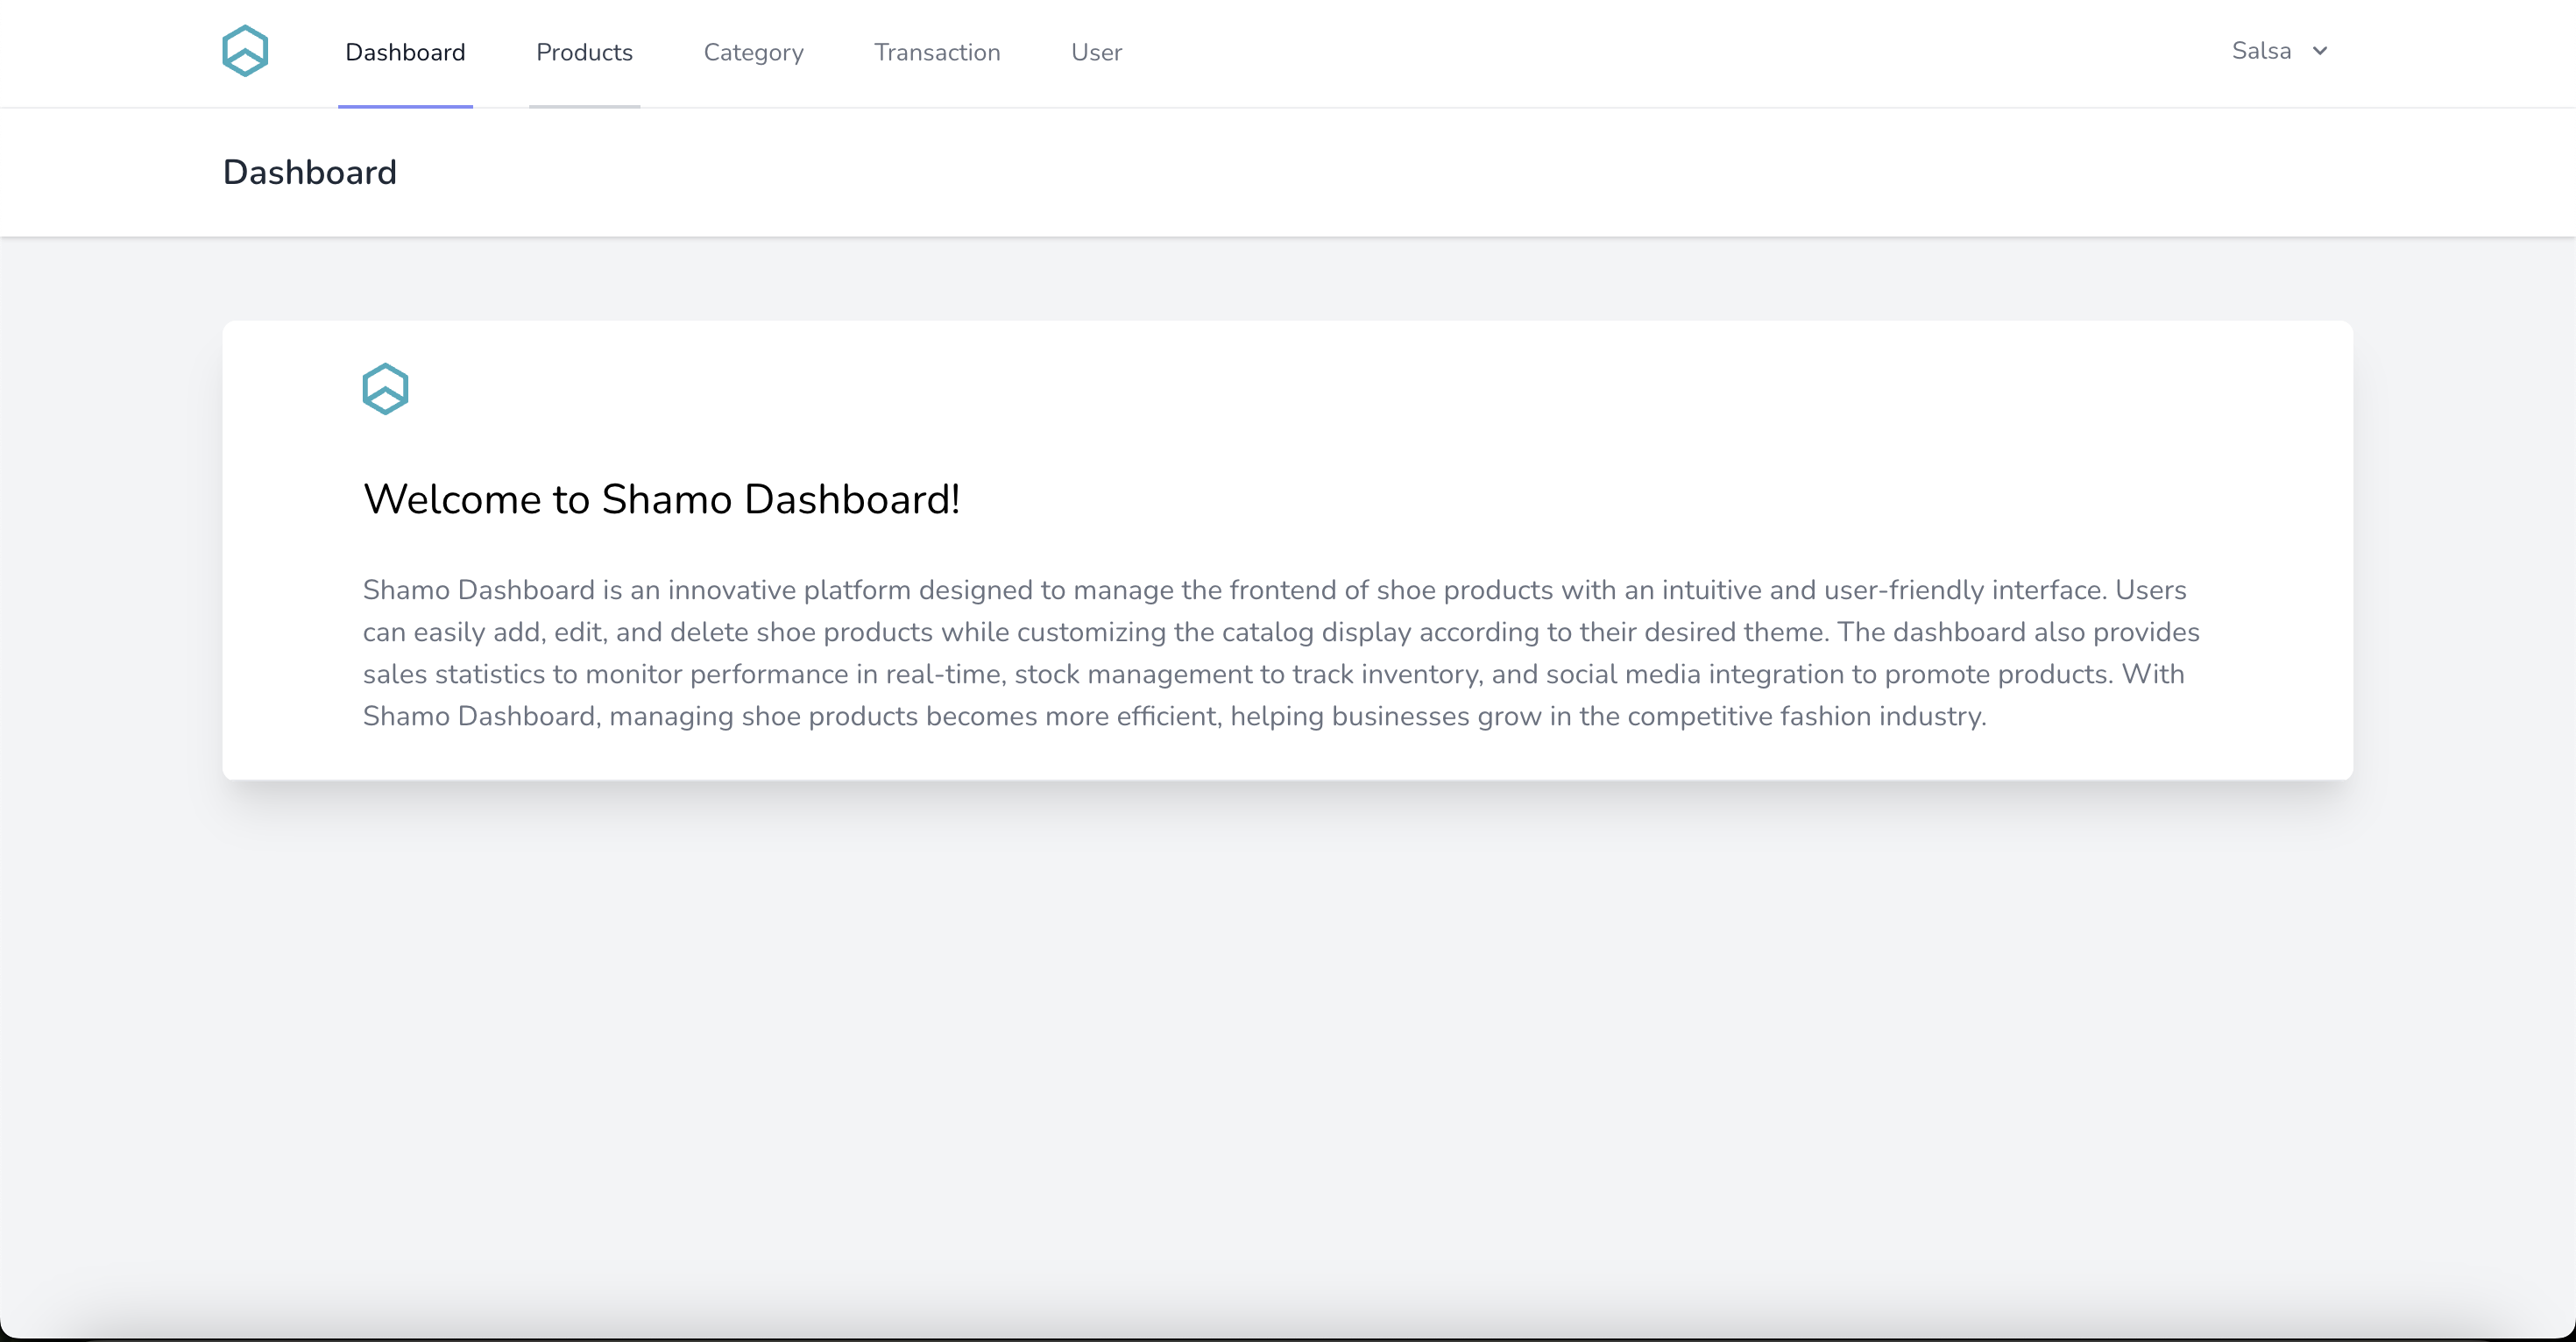 Dashboard Products Category Transaction User Salsa
Dashboard
Welcome to Shamo Dashboard!
Shamo Dashboard is an innovative platform designed to manage the frontend of shoe products with an intuitive and user-friendly interface. Users
can easily add, edit, and delete shoe products while customizing the catalog display according to their desired theme. The dashboard also provides
sales statistics to monitor performance in real-time, stock management to track inventory, and social media integration to promote products. With
Shamo Dashboard, managing shoe products becomes more efficient, helping businesses grow in the competitive fashion industry.